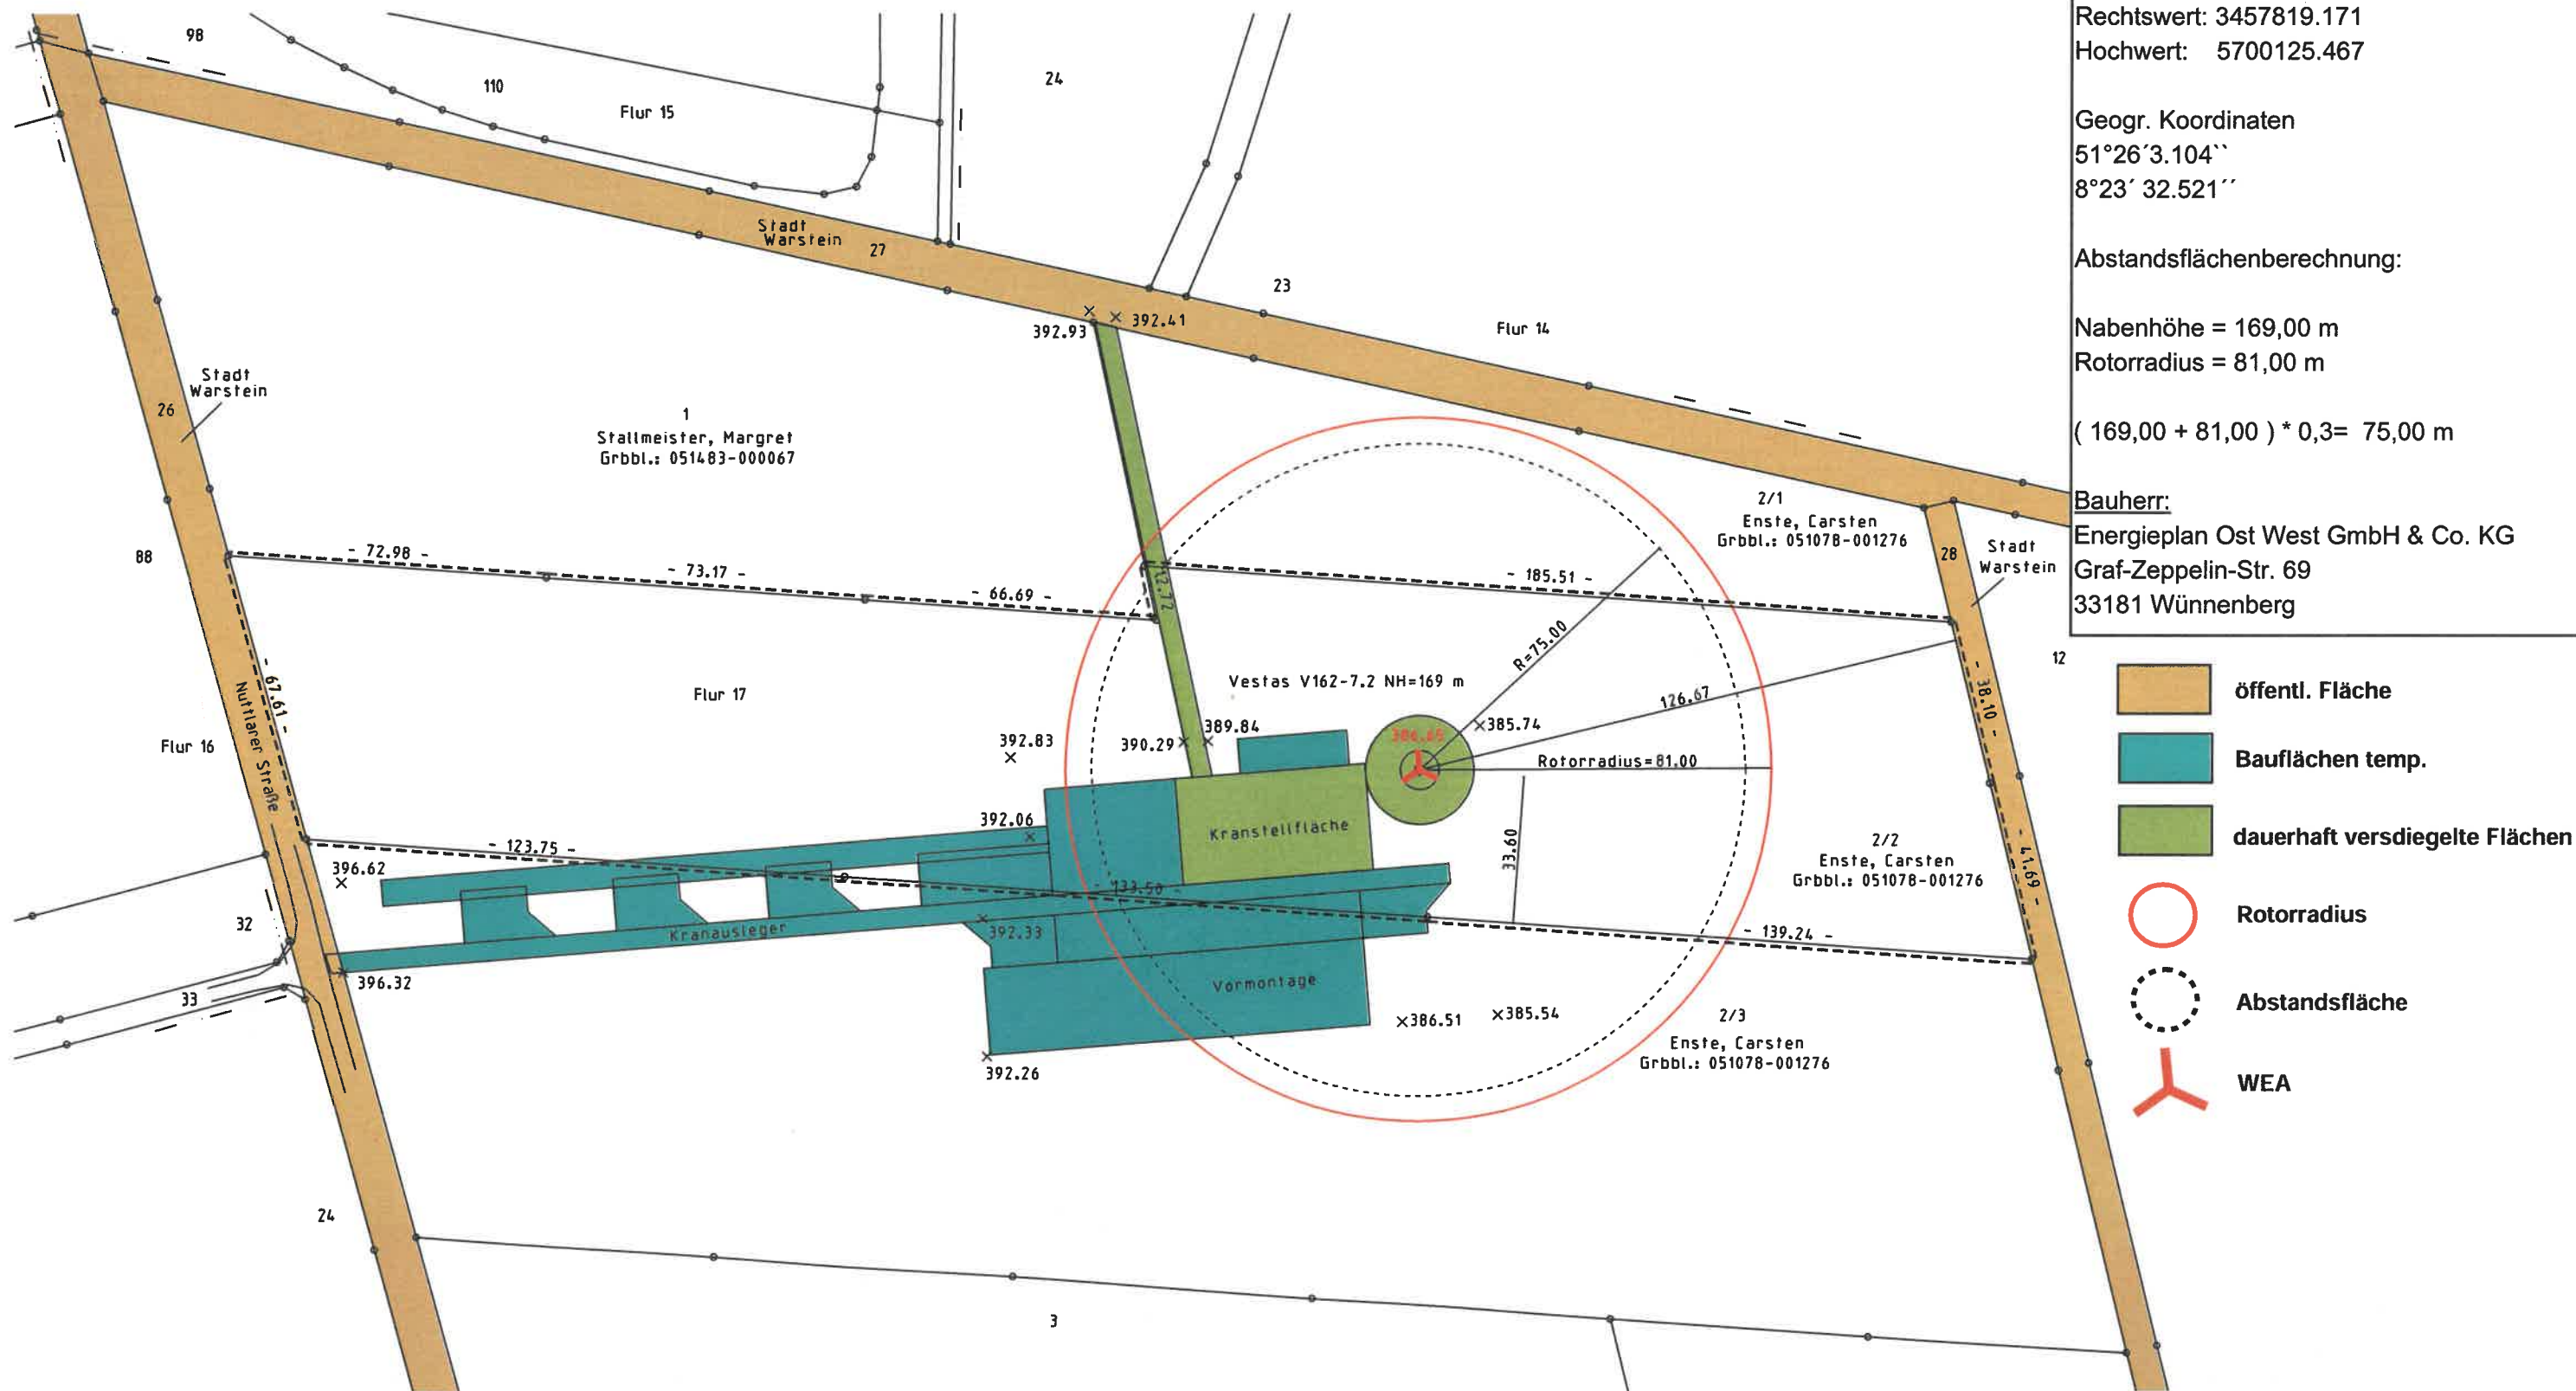 Rechtswert: 3457819.171
Hochwert: 5700125.467
Geogr. Koordinaten
51°26´3.104``
8°23´ 32.521´´
Abstandsflächenberechnung:
Nabenhöhe = 169,00 m
Rotorradius = 81,00 m
( 169,00 + 81,00 ) * 0,3= 75,00 m
Bauherr:
Energieplan Ost West GmbH & Co. KG
Graf-Zeppelin-Str. 69
33181 Wünnenberg
öffentl. Fläche
Bauflächen temp.
dauerhaft versdiegelte Flächen
Rotorradius
Abstandsfläche
WEA
98
110
Flur 15
24
Stadt
Warstein
27
23
Flur 14
392.93
392.41
Stadt
Warstein
26
1
Stallmeister, Margret
Grbbl.: 051483-000067
2/1
Enste, Carsten
Grbbl.: 051078-001276
28
Stadt
Warstein
88
- 72.98 -
- 73.17 -
- 66.69 -
12.72
- 185.51 -
R=75.00
12
126.67
- 38.10 -
- 67.61 -
Nuttlarer Straße
Flur 17
Flur 16
Vestas V162-7.2 NH=169 m
392.83
390.29
389.84
385.74
Rotorradius=81.00
392.06
Kranstellfläche
33.60
- 123.75 -
396.62
- 133.50 -
2/2
Enste, Carsten
Grbbl.: 051078-001276
- 41.69 -
32
Kranausleger
392.33
- 139.24 -
33
396.32
Vormontage
386.51
385.54
2/3
Enste, Carsten
Grbbl.: 051078-001276
392.26
24
3